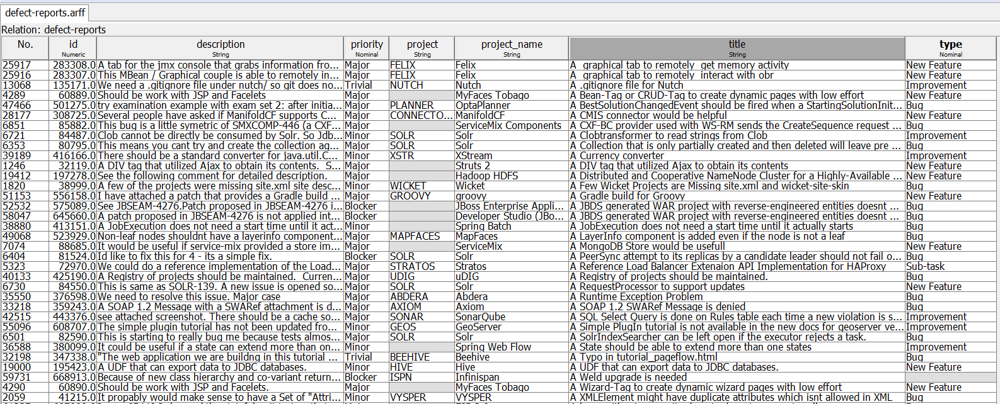 defect-reports.arff
Relation: defect-reports
No. id description priority project project_name title type
Numeric String Nominal String String String Nominal
25917 283308.0 A tab for the jmx console that grabs information fro... Major FELIX Felix A graphical tab to remotely get memory activity New Feature
25916 283307.0 This MBean / Graphical couple is able to remotely in... Major FELIX Felix A graphical tab to remotely interact with obr New Feature
13068 135171.0 We need a .gitignore file under nutch/ so git does no... Trivial NUTCH Nutch A .gitignore file for Nutch Improvement
4289 60889.0 Should be work with JSP and Facelets Major MyFaces Tobago A Bean-Tag or CRUD-Tag to create dynamic pages with low effort New Feature
47466 501275.0 try examination example with exam set 2: after initia... Major PLANNER OptaPlanner A BestSolutionChangedEvent should be fired when a StartingSolutionInit... Bug
28177 308725.0 Several people have asked if ManifoldCF supports C... Major CONNECTO... ManifoldCF A CMIS connector would be helpful New Feature
6851 85882.0 This bug is a little symetric of SMXCOMP-446 (a CXF... Major ServiceMix Components A CXF-BC provider used with WS-RM sends the CreateSequence request ... Bug
6721 84487.0 Clob cannot be directly be consumed by Solr. So Jdb... Minor SOLR Solr A Clobtransformer to read strings from Clob Improvement
6353 80795.0 This means you cant try and create the collection ag... Major SOLR Solr A Collection that is only partially created and then deleted will leave pre ... Bug
39189 416166.0 There should be a standard converter for java.util.C... Minor XSTR XStream A Currency converter Improvement
1246 32119.0 A DIV tag that utilized Ajax to obtain its contents. S... Major Struts 2 A DIV tag that utilized Ajax to obtain its contents New Feature
19412 197278.0 See the following comment for detailed description. Major Hadoop HDFS A Distributed and Cooperative NameNode Cluster for a Highly-Available ... New Feature
1820 38999.0 A few of the projects were missing site.xml site desc... Minor WICKET Wicket A Few Wicket Projects are Missing site.xml and wicket-site-skin Bug
51153 556158.0 I have attached a patch that provides a Gradle build ... Major GROOVY groovy A Gradle build for Groovy New Feature
52532 575089.0 See JBSEAM-4276.Patch proposed in JBSEAM-4276 i... Blocker JBoss Enterprise Appli... A JBDS generated WAR project with reverse-engineered entities doesnt ... Bug
58047 645660.0 A patch proposed in JBSEAM-4276 is not applied int... Blocker Developer Studio (JBo... A JBDS generated WAR project with reverse-engineered entities doesnt ... Bug
38880 413151.0 A JobExecution does not need a start time until it act... Minor Spring Batch A JobExecution does not need a start time until it actually starts Bug
49068 523929.0 Non-leaf nodes shouldnt have a layerinfo component... Major MAPFACES MapFaces A LayerInfo component is added even if the node is not a leaf Bug
7074 88685.0 It would be useful if service-mix provided a store im... Major ServiceMix A MongoDB Store would be usefull New Feature
6404 81524.0 Id like to fix this for 4 - its a simple fix. Blocker SOLR Solr A PeerSync attempt to its replicas by a candidate leader should not fail o... Bug
5323 72970.0 We could do a reference implementation of the Load... Major STRATOS Stratos A Reference Load Balancer Extenaion API Implementation for HAProxy Sub-task
40133 425190.0 A Registry of projects should be maintained. Curren... Major UDIG uDIG A Registry of projects should be maintained. Bug
6730 84550.0 This is same as SOLR-139. A new issue is opened so... Major SOLR Solr A RequestProcessor to support updates New Feature
35550 376598.0 We need to resolve this issue. Major case Major ABDERA Abdera A Runtime Exception Problem Bug
33218 359243.0 A SOAP 1.2 Message with a SWARef attachment is d... Major AXIOM Axiom A SOAP 1.2 SWARef Message is denied Bug
42515 443376.0 see attached screenshot. There should be a cache so... Major SONAR SonarQube A SQL Select Query is done on Rules table each time a new violation is s... Improvement
55096 608707.0 The simple plugin tutorial has not been updated fro... Minor GEOS GeoServer A Simple PlugIn tutorial is not available in the new docs for geoserver ve... Improvement
6501 82590.0 This is starting to really bug me because tests almos... Major SOLR Solr A SolrIndexSearcher can be left open if the executor rejects a task. Bug
36588 380099.0 It could be useful if a state can extend more than on... Minor Spring Web Flow A State should be able to extend more than one states Improvement
32198 347338.0 "The web application we are buildng in this tutorial ... Trivial BEEHIVE Beehive A Typo in tutorial_pageflow.html Bug
19000 195423.0 A UDF that can export data to JDBC databases. Minor HIVE Hive A UDF that can export data to JDBC databases. New Feature
59731 668913.0 Because of new class hierarchy and co-variant return... Blocker ISPN Infinispan A Weld upgrade is needed
4290 60890.0 Should be work with JSP and Facelets. Major MyFaces Tobago A Wizard-Tag to create dynamic wizard pages with low effort New Feature
2059 41215.0 It propably would make sense to have a Set of "Attri... Minor VYSPER VYSPER A XMLElement might have duplicate attributes which isnt allowed in XML Bug